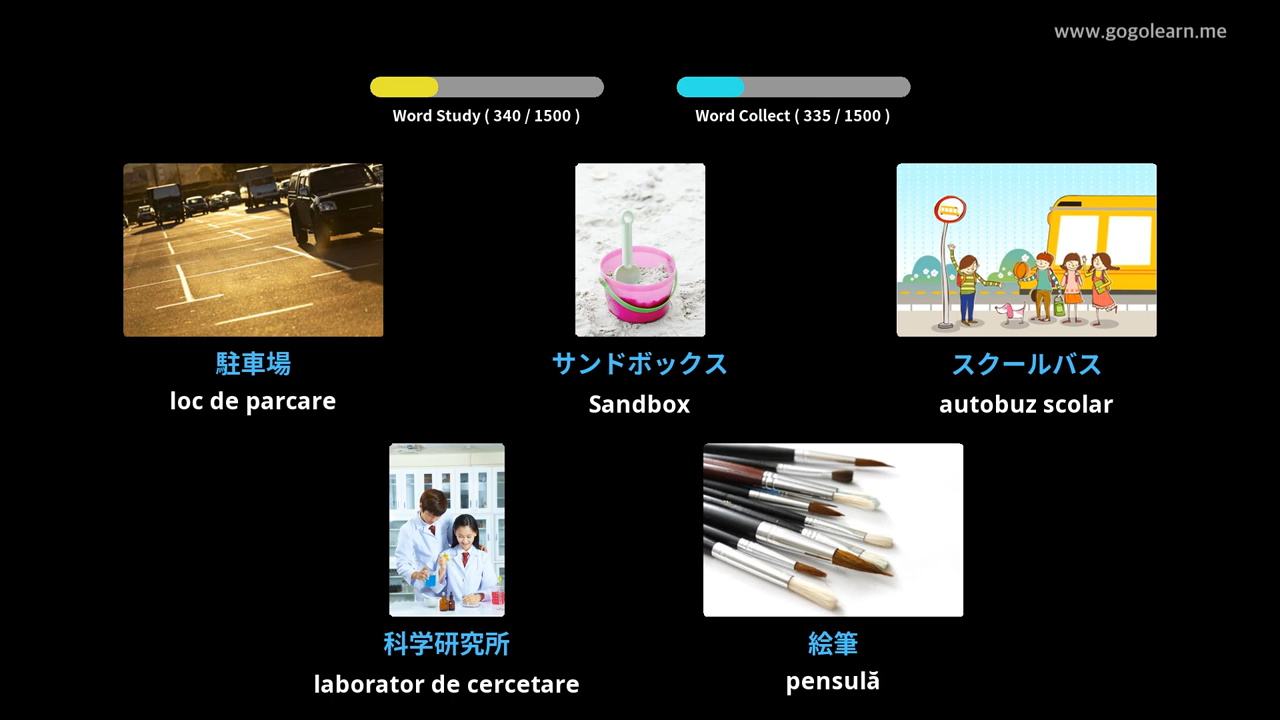 www.gogolearn.me
Word Study ( 340 / 1500 )
Word Collect ( 335 / 1500 )
駐車場
loc de parcare
サンドボックス
Sandbox
スクールバス
autobuz scolar
科学研究所
laborator de cercetare
絵筆
pensulă